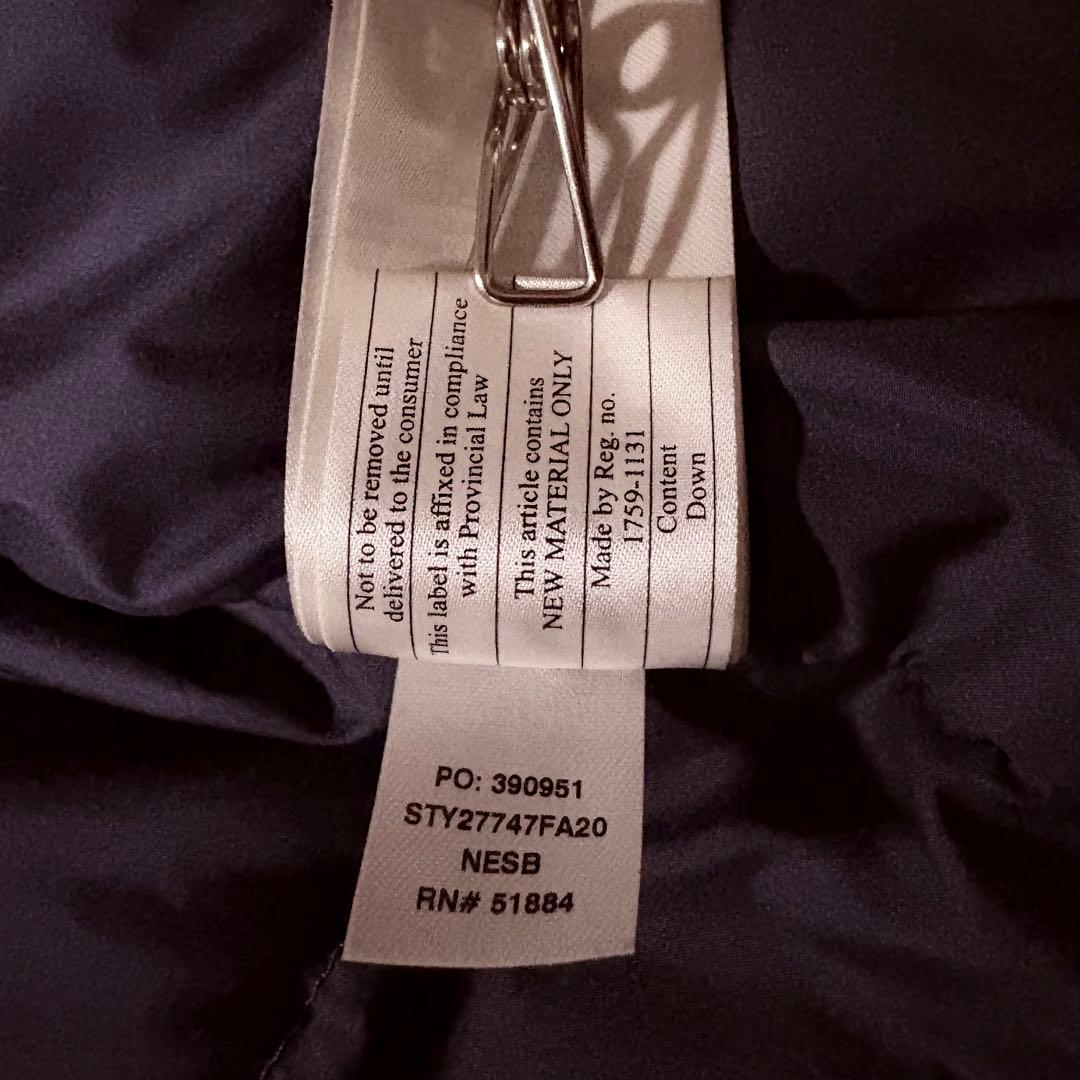 Not to be removed until
delivered to the consumer
This label is affixed in compliance
with Provincial Law
This article contains
NEW MATERIAL ONLY
Made by Reg. no.
1759-1131
Content
Down
PO: 390951
STY27747FA20
NESB
RN# 51884